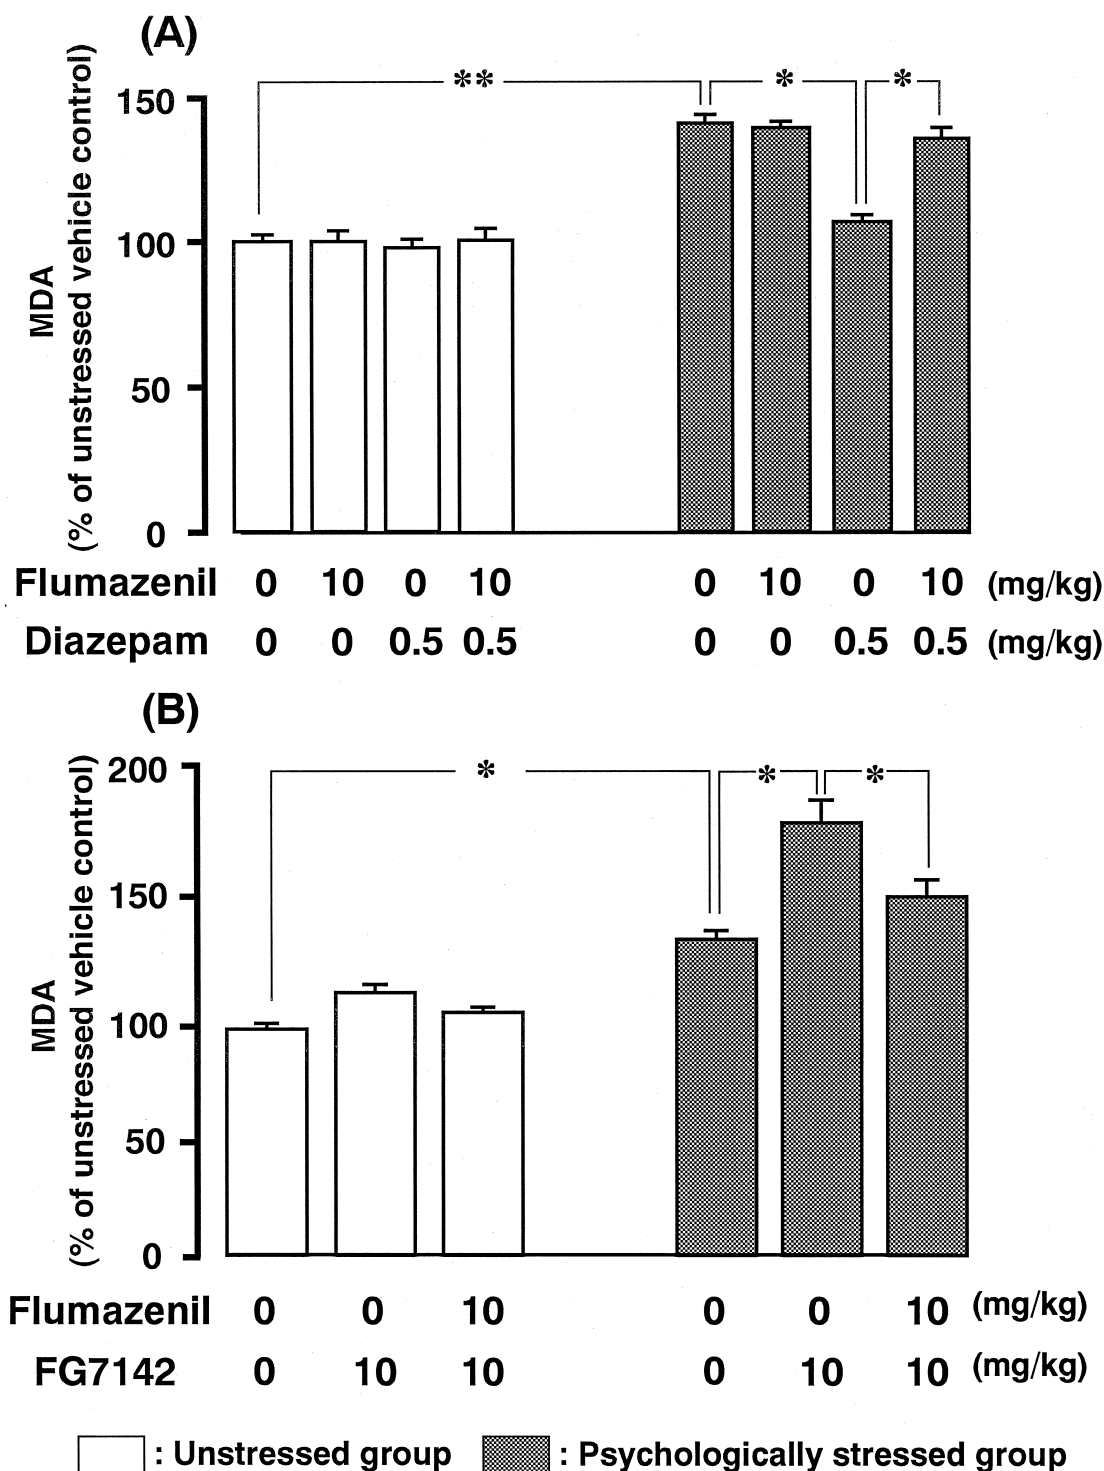 (A)
MDA
(% of unstressed vehicle control)
** * *
150
100
50
0
Flumazenil 0 10 0 10 0 10 0 10 (mg/kg)
Diazepam 0 0 0.5 0.5 0 0 0.5 0.5 (mg/kg)
(B)
MDA
(% of unstressed vehicle control)
* * *
200
150
100
50
0
Flumazenil 0 0 10 0 0 10 (mg/kg)
FG7142 0 10 10 0 10 10 (mg/kg)
: Unstressed group : Psychologically stressed group